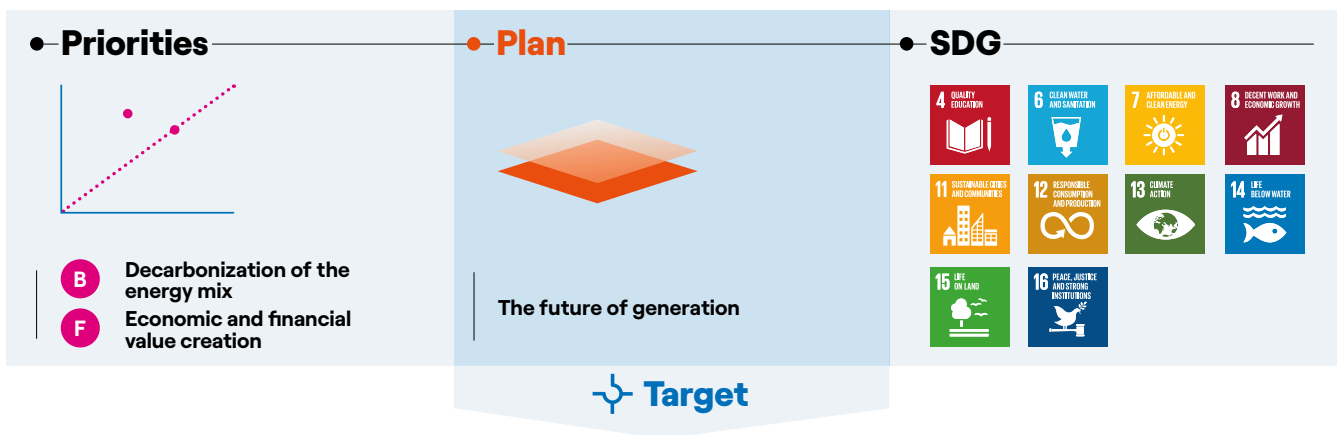 Priorities
Plan
SDG
4 QUALITY
EDUCATION
6 CLEAN WATER
AND SANITATION
7 AFFORDABLE AND
CLEAN ENERGY
8 DECENT WORK AND
ECONOMIC GROWTH
11 SUSTAINABLE CITIES
AND COMMUNITIES
12 RESPONSIBLE
CONSUMPTION
AND PRODUCTION
13 CLIMATE
ACTION
14 LIFE
BELOW WATER
15 LIFE
ON LAND
16 PEACE, JUSTICE
AND STRONG
INSTITUTIONS
B
Decarbonization of the
energy mix
F
Economic and financial
value creation
The future of generation
Target